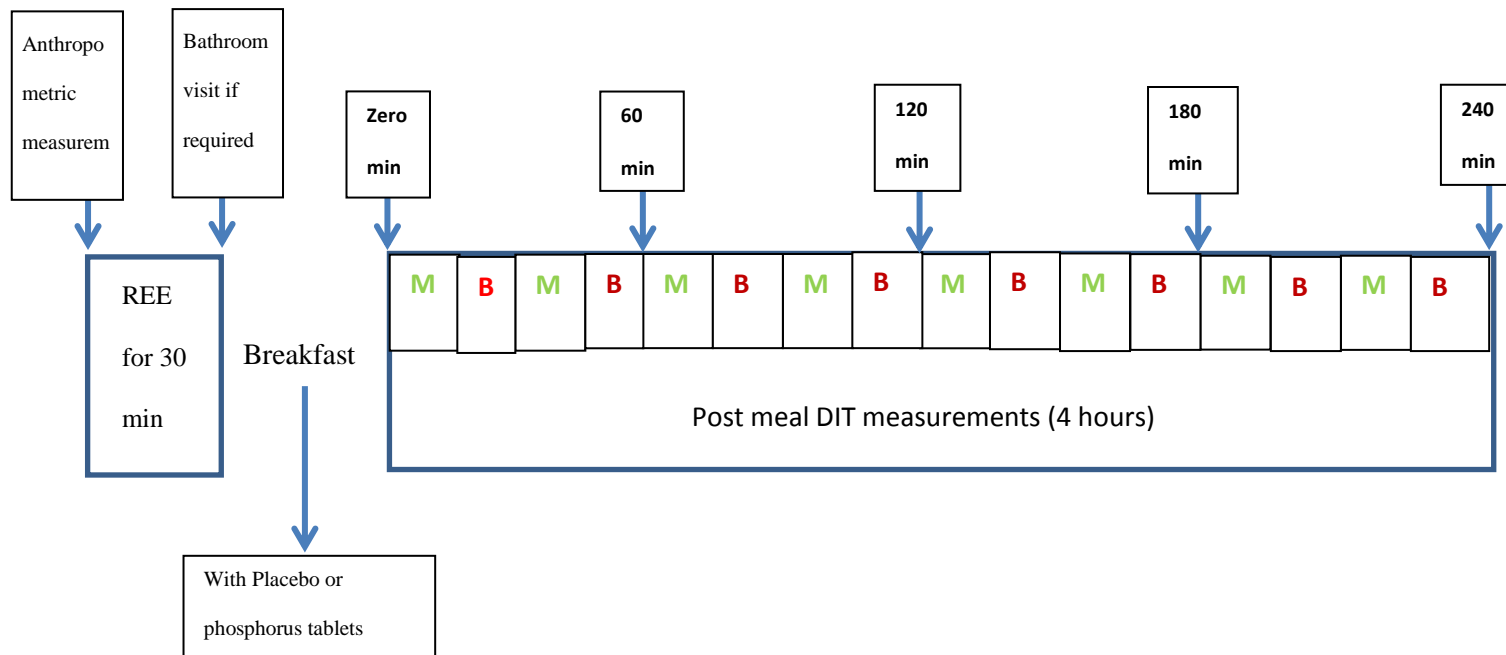 Anthropo
metric
measurem
Bathroom
visit if
required
Zero
min
60
min
120
min
180
min
240
min
REE
for 30
min
Breakfast
M B M B M B M B M B M B M B M B
Post meal DIT measurements (4 hours)
With Placebo or
phosphorus tablets